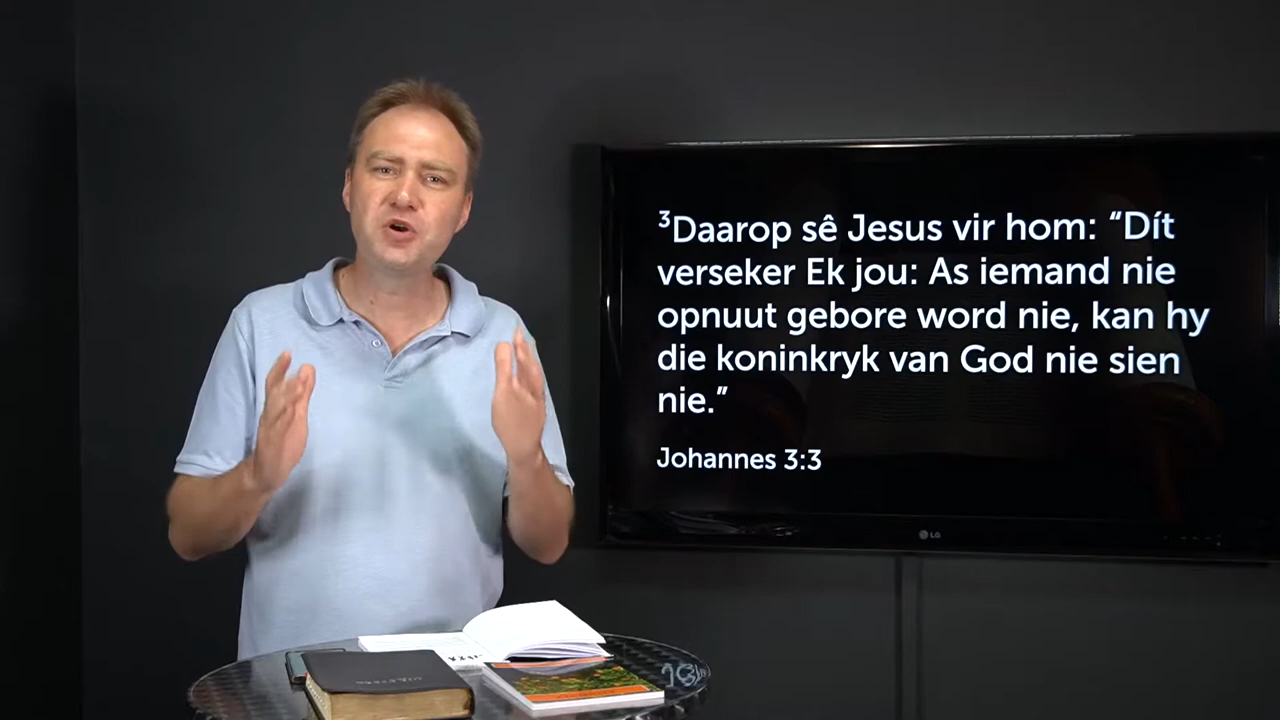 ³Daarop sê Jesus vir hom: “Dít
verseker Ek jou: As iemand nie
opnuut gebore word nie, kan hy
die koninkryk van God nie sien
nie.”
Johannes 3:3
LG